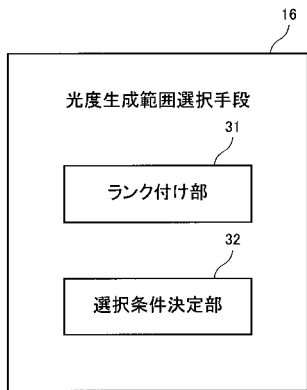 16
光度生成範囲選択手段
31
ランク付け部
32
選択条件決定部